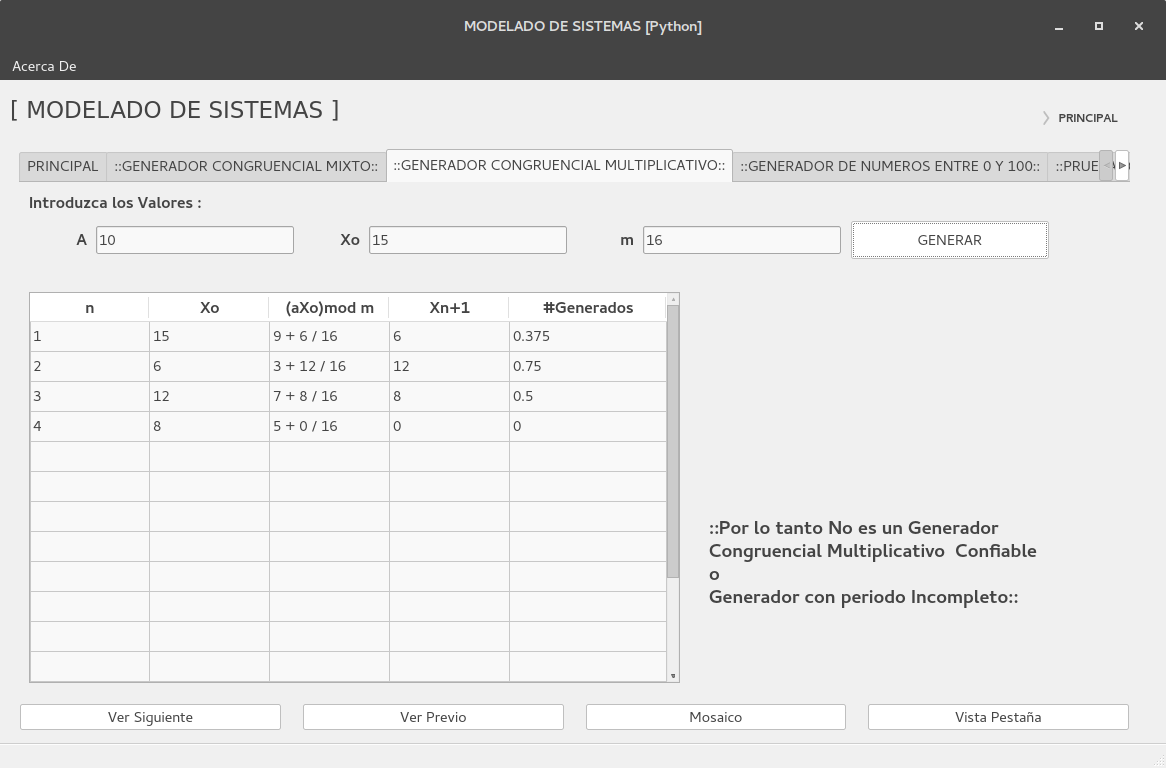 MODELADO DE SISTEMAS [Python]
Acerca De
[ MODELADO DE SISTEMAS ]
PRINCIPAL
PRINCIPAL ::GENERADOR CONGRUENCIAL MIXTO:: ::GENERADOR CONGRUENCIAL MULTIPLICATIVO:: ::GENERADOR DE NUMEROS ENTRE 0 Y 100:: ::PRUE
Introduzca los Valores :
A 10 Xo 15 m 16 GENERAR
n Xo (aXo)mod m Xn+1 #Generados
1 15 9 + 6 / 16 6 0.375
2 6 3 + 12 / 16 12 0.75
3 12 7 + 8 / 16 8 0.5
4 8 5 + 0 / 16 0 0
::Por lo tanto No es un Generador
Congruencial Multiplicativo Confiable
o
Generador con periodo Incompleto::
Ver Siguiente Ver Previo Mosaico Vista Pestaña